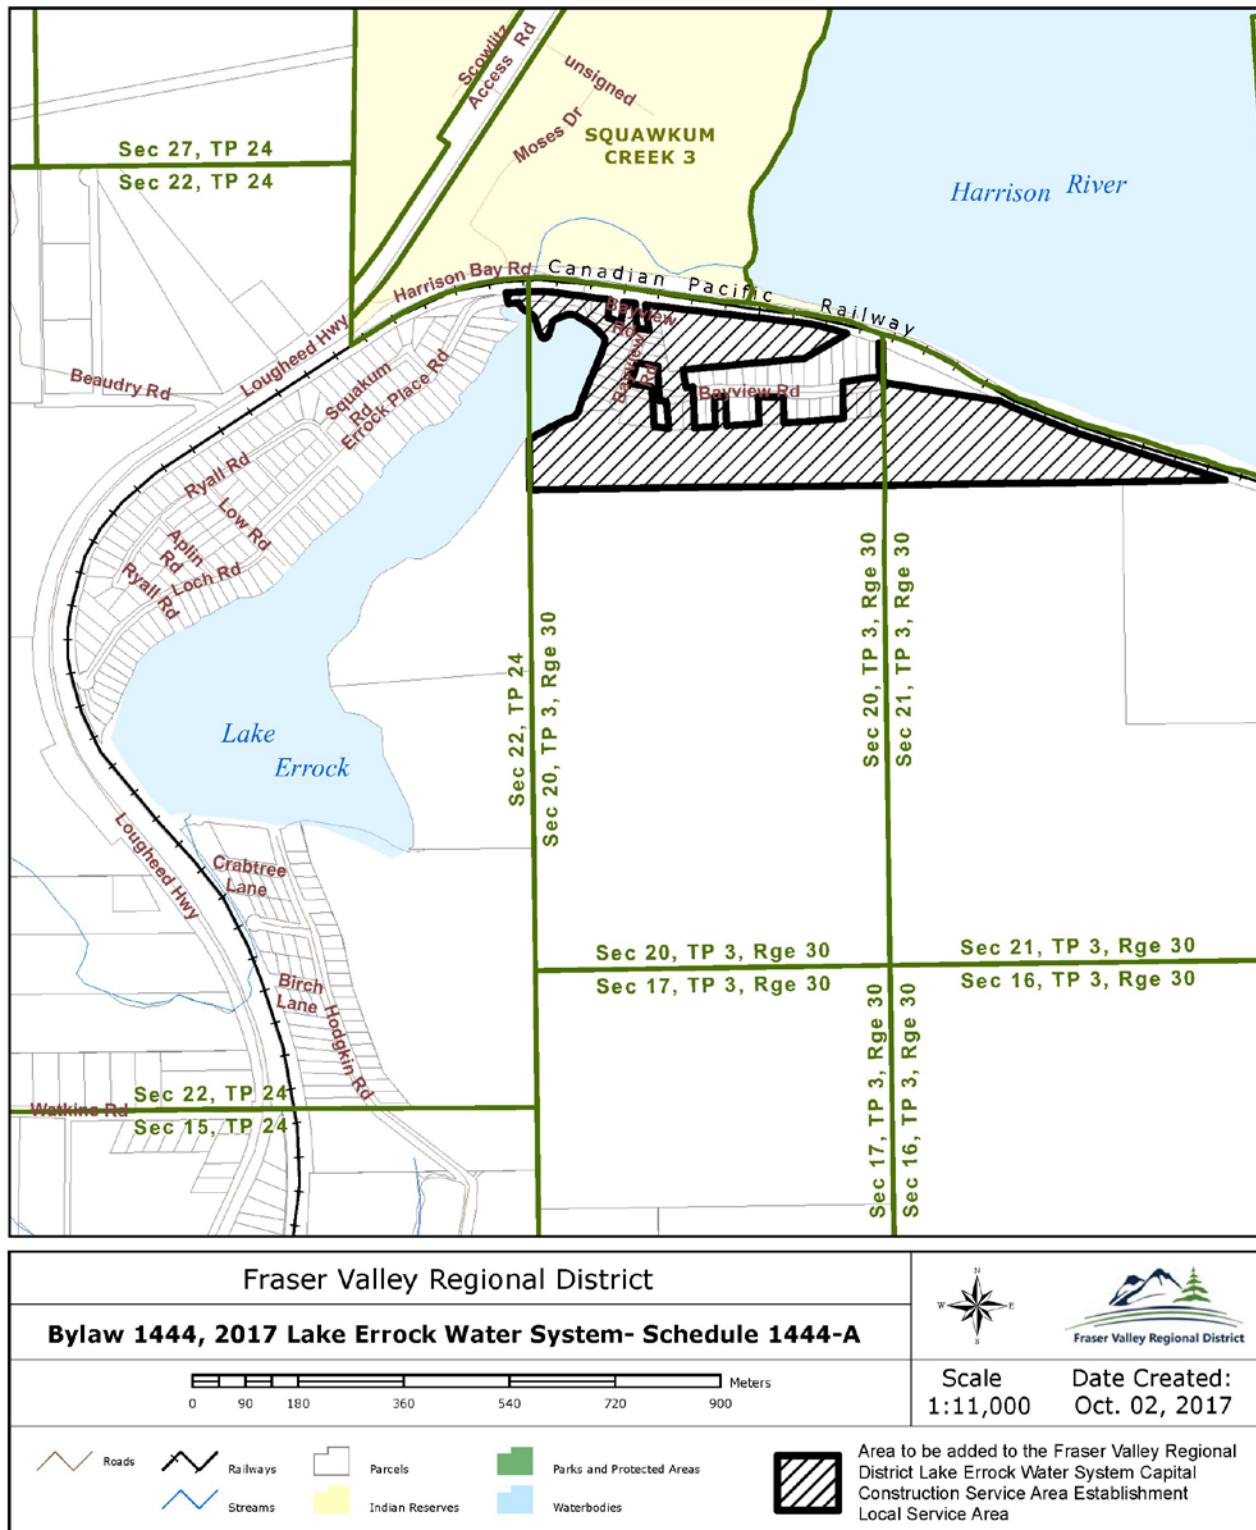 Scowlitz
Access Rd
unsigned
Moses Dr
SQUAWKUM
CREEK 3
Harrison River
Sec 27, TP 24
Sec 22, TP 24
Harrison Bay Rd
Canadian Pacific Railway
Lougheed Hwy
Beaudry Rd
Squakum
Rd
Errock Place Rd
Bayview
Rd
Bayview
Rd
Bayview Rd
Ryall Rd
Low Rd
Aplin
Rd
Loch Rd
Ryall Rd
Sec 22, TP 24
Sec 20, TP 3, Rge 30
Sec 20, TP 3, Rge 30
Sec 21, TP 3, Rge 30
Lake
Errock
Lougheed Hwy
Crabtree
Lane
Birch
Lane
Hodgkin Rd
Sec 20, TP 3, Rge 30
Sec 17, TP 3, Rge 30
Sec 21, TP 3, Rge 30
Sec 16, TP 3, Rge 30
Sec 17, TP 3, Rge 30
Sec 16, TP 3, Rge 30
Sec 22, TP 24
Watkins Rd
Sec 15, TP 24
Fraser Valley Regional District
Bylaw 1444, 2017 Lake Errock Water System- Schedule 1444-A
N
W E
S
Fraser Valley Regional District
Meters
0 90 180 360 540 720 900
Scale
1:11,000
Date Created:
Oct. 02, 2017
Roads
Railways
Parcels
Parks and Protected Areas
Streams
Indian Reserves
Waterbodies
Area to be added to the Fraser Valley Regional
District Lake Errock Water System Capital
Construction Service Area Establishment
Local Service Area